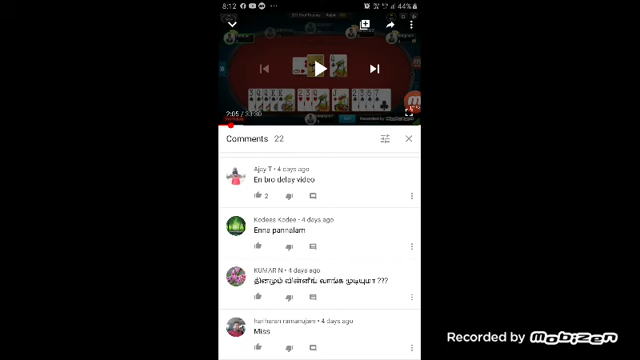 8:12
44%
2:05 / 33:30
Comments 22
Ajay T • 4 days ago
En bro delay video
2
Kodees Kodee • 4 days ago
Enna pannalam
KUMAR N • 4 days ago
தினமும் வின்னிங் வாங்க முடியுமா ???
hariharan ramanujam • 4 days ago
Miss
Recorded by Mobizen